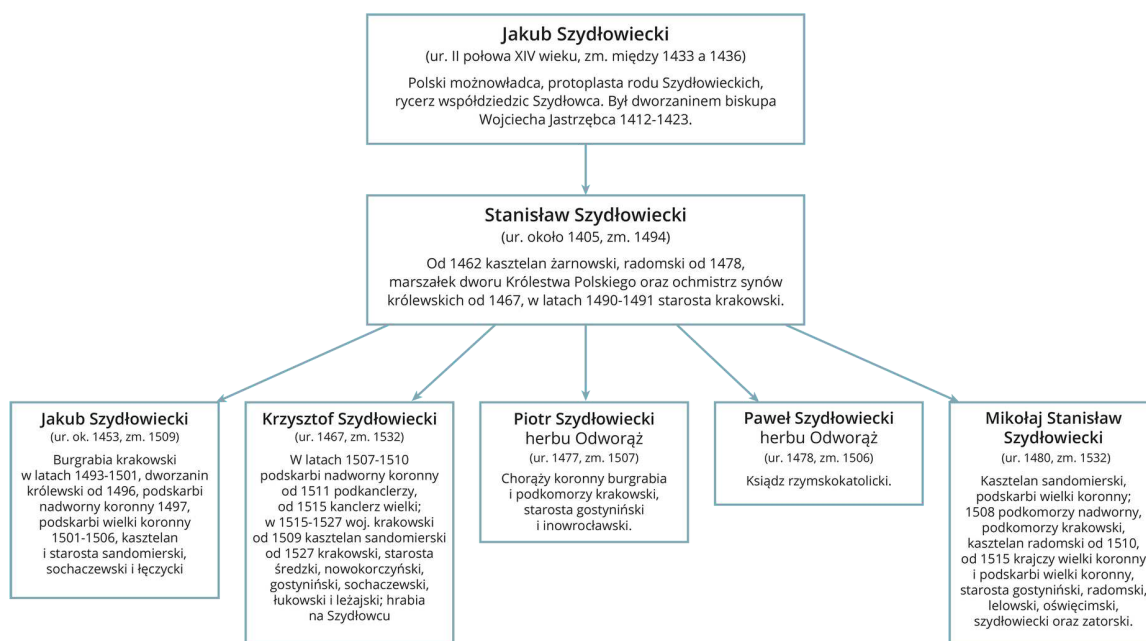 Jakub Szydłowiecki
(ur. II połowa XIV wieku, zm. między 1433 a 1436)
Polski możnowładca, protoplasta rodu Szydłowieckich,
rycerz współdziedzic Szydłowca. Był dworzaninem biskupa
Wojciecha Jastrzębca 1412-1423.
Stanisław Szydłowiecki
(ur. około 1405, zm. 1494)
Od 1462 kasztelan żarnowski, radomski od 1478,
marszałek dworu Królestwa Polskiego oraz ochmistrz synów
królewskich od 1467, w latach 1490-1491 starosta krakowski.
Jakub Szydłowiecki
(ur. ok. 1453, zm. 1509)
Burgrabia krakowski
w latach 1493-1501, dworzanin
królewski od 1496, podskarbi
nadworny koronny 1497,
podskarbi wielki koronny
1501-1506, kasztelan
i starosta sandomierski,
sochaczewski i łęczycki
Krzysztof Szydłowiecki
(ur. 1467, zm. 1532)
W latach 1507-1510
podskarbi nadworny koronny
od 1511 podkanclerzy,
od 1515 kanclerz wielki;
w 1515-1527 woj. krakowski
od 1509 kasztelan sandomierski
od 1527 krakowski, starosta
średzki, nowokorczyński,
gostyniński, sochaczewski,
łukowski i leżajski; hrabia
na Szydłowcu
Piotr Szydłowiecki
herbu Odworąż
(ur. 1477, zm. 1507)
Chorąży koronny burgrabia
i podkomorzy krakowski,
starosta gostyniński
i inowrocławski.
Paweł Szydłowiecki
herbu Odworąż
(ur. 1478, zm. 1506)
Ksiądz rzymskokatolicki.
Mikołaj Stanisław
Szydłowiecki
(ur. 1480, zm. 1532)
Kasztelan sandomierski,
podskarbi wielki koronny;
1508 podkomorzy nadworny,
podkomorzy krakowski,
kasztelan radomski od 1510,
od 1515 krajczy wielki koronny
i podskarbi wielki koronny,
starosta gostyniński, radomski,
lelowski, oświęcimski,
szydłowiecki oraz zatorski.